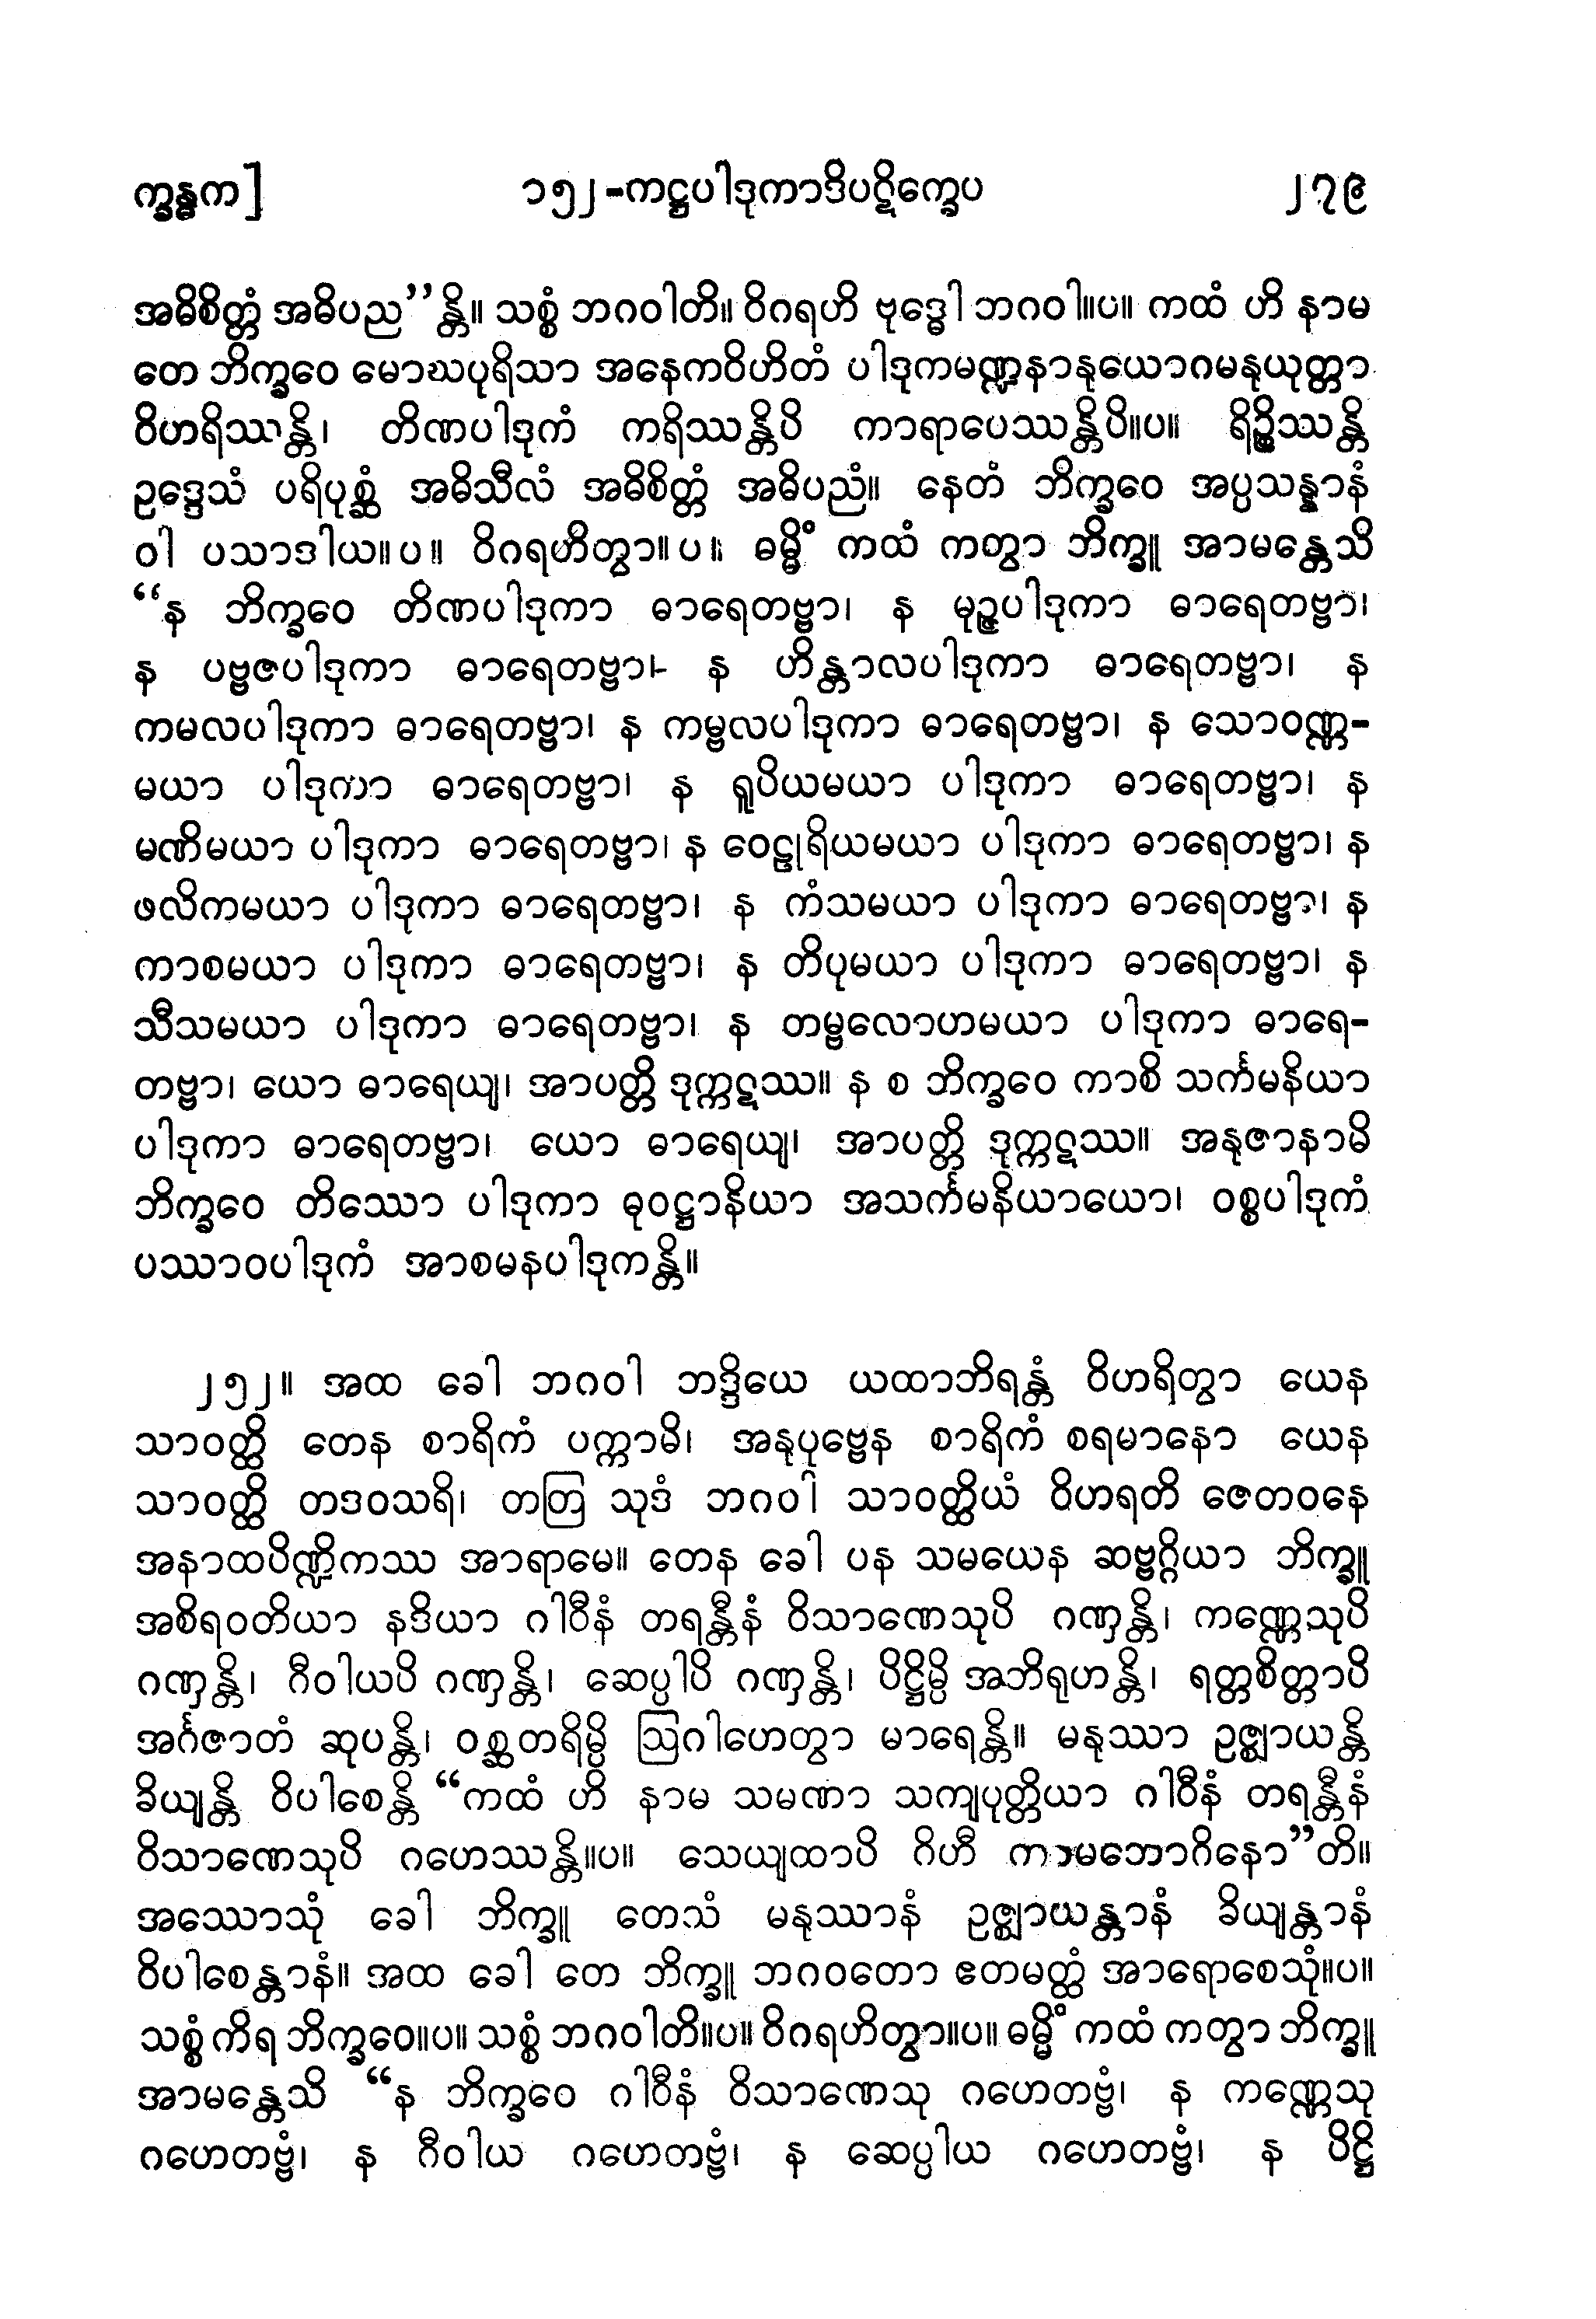 က္ခန္ဓက]
၁၅၂-ကဋ္ဌပါဒုကာဒိပဋိက္ခေပ
၂၇၉
အဓိစိတ္တံ အဓိပည’’န္တိ။ သစ္စံ ဘဂဝါတိ။ ဝိဂရဟိ ဗုဒ္ဓေါ ဘဂဝါ။ပ။ ကထံ ဟိ နာမ
တေ ဘိက္ခဝေ မောဃပုရိသာ အနေကဝိဟိတံ ပါဒုကမဏ္ဍနာနုယောဂမနုယုတ္တာ
ဝိဟရိဿန္တိ၊ တိဏပါဒုကံ ကရိဿန္တိပိ ကာရာပေဿန္တိပိ။ပ။ ရိဉ္စိဿန္တိ
ဥဒ္ဒေသံ ပရိပုစ္ဆံ အဓိသီလံ အဓိစိတ္တံ အဓိပညံ။ နေတံ ဘိက္ခဝေ အပ္ပသန္နာနံ
ဝါ ပသာဒါယ။ပ။ ဝိဂရဟိတွာ။ပ။ ဓမ္မိံ ကထံ ကတွာ ဘိက္ခူ အာမန္တေသိ
“န ဘိက္ခဝေ တိဏပါဒုကာ ဓာရေတဗ္ဗာ၊ န မုဉ္ဇပါဒုကာ ဓာရေတဗ္ဗာ၊
န ပဗ္ဗဇပါဒုကာ ဓာရေတဗ္ဗာ၊ န ဟိန္တာလပါဒုကာ ဓာရေတဗ္ဗာ၊ န
ကမလပါဒုကာ ဓာရေတဗ္ဗာ၊ န ကမ္ဗလပါဒုကာ ဓာရေတဗ္ဗာ၊ န သောဝဏ္ဏ-
မယာ ပါဒုကာ ဓာရေတဗ္ဗာ၊ န ရူပိယမယာ ပါဒုကာ ဓာရေတဗ္ဗာ၊ န
မဏိမယာ ပါဒုကာ ဓာရေတဗ္ဗာ၊ န ဝေဠုရိယမယာ ပါဒုကာ ဓာရေတဗ္ဗာ၊ န
ဖလိကမယာ ပါဒုကာ ဓာရေတဗ္ဗာ၊ န ကံသမယာ ပါဒုကာ ဓာရေတဗ္ဗာ၊ န
ကာစမယာ ပါဒုကာ ဓာရေတဗ္ဗာ၊ န တိပုမယာ ပါဒုကာ ဓာရေတဗ္ဗာ၊ န
သီသမယာ ပါဒုကာ ဓာရေတဗ္ဗာ၊ န တမ္ဗလောဟမယာ ပါဒုကာ ဓာရေ-
တဗ္ဗာ၊ ယော ဓာရေယျ၊ အာပတ္တိ ဒုက္ကဋဿ။ န စ ဘိက္ခဝေ ကာစိ သင်္ကမနိယာ
ပါဒုကာ ဓာရေတဗ္ဗာ၊ ယော ဓာရေယျ၊ အာပတ္တိ ဒုက္ကဋဿ။ အနုဇာနာမိ
ဘိက္ခဝေ တိဿော ပါဒုကာ ဓုဝဋ္ဌာနိယာ အသင်္ကမနိယာယော၊ ဝစ္စပါဒုကံ
ပဿာဝပါဒုကံ အာစမနပါဒုကန္တိ။
၂၅၂။ အထ ခေါ ဘဂဝါ ဘဒ္ဒိယေ ယထာဘိရန္တံ ဝိဟရိတွာ ယေန
သာဝတ္ထိ တေန စာရိကံ ပက္ကာမိ၊ အနုပုဗ္ဗေန စာရိကံ စရမာနော ယေန
သာဝတ္ထိ တဒဝသရိ၊ တတြ သုဒံ ဘဂဝါ သာဝတ္ထိယံ ဝိဟရတိ ဇေတဝနေ
အနာထပိဏ္ဍိကဿ အာရာမေ။ တေန ခေါ ပန သမယေန ဆဗ္ဗဂ္ဂိယာ ဘိက္ခူ
အစိရဝတိယာ နဒိယာ ဂါဝီနံ တရန္တီနံ ဝိသာဏေသုပိ ဂဏှန္တိ၊ ကဏ္ဏေသုပိ
ဂဏှန္တိ၊ ဂီဝါယပိ ဂဏှန္တိ၊ ဆေပ္ပါပိ ဂဏှန္တိ၊ ပိဋ္ဌိမ္ပိ အဘိရုဟန္တိ၊ ရတ္တစိတ္တာပိ
အင်္ဂဇာတံ ဆုပန္တိ၊ ဝစ္ဆတရိမ္ပိ ဩဂါဟေတွာ မာရေန္တိ။ မနုဿာ ဥဇ္ဈာယန္တိ
ခိယျန္တိ ဝိပါစေန္တိ “ကထံ ဟိ နာမ သမဏာ သကျပုတ္တိယာ ဂါဝီနံ တရန္တီနံ
ဝိသာဏေသုပိ ဂဟေဿန္တိ။ပ။ သေယျထာပိ ဂိဟီ ကာမဘောဂိနော”တိ။
အဿောသုံ ခေါ ဘိက္ခူ တေသံ မနုဿာနံ ဥဇ္ဈာယန္တာနံ ခိယျန္တာနံ
ဝိပါစေန္တာနံ။ အထ ခေါ တေ ဘိက္ခူ ဘဂဝတော ဧတမတ္ထံ အာရောစေသုံ။ပ။
သစ္စံ ကိရ ဘိက္ခဝေ။ပ။ သစ္စံ ဘဂဝါတိ။ပ။ ဝိဂရဟိတွာ။ပ။ ဓမ္မိံ ကထံ ကတွာ ဘိက္ခူ
အာမန္တေသိ “န ဘိက္ခဝေ ဂါဝီနံ ဝိသာဏေသု ဂဟေတဗ္ဗံ၊ န ကဏ္ဏေသု
ဂဟေတဗ္ဗံ၊ န ဂီဝါယ ဂဟေတဗ္ဗံ၊ န ဆေပ္ပါယ ဂဟေတဗ္ဗံ၊ န ပိဋ္ဌိ